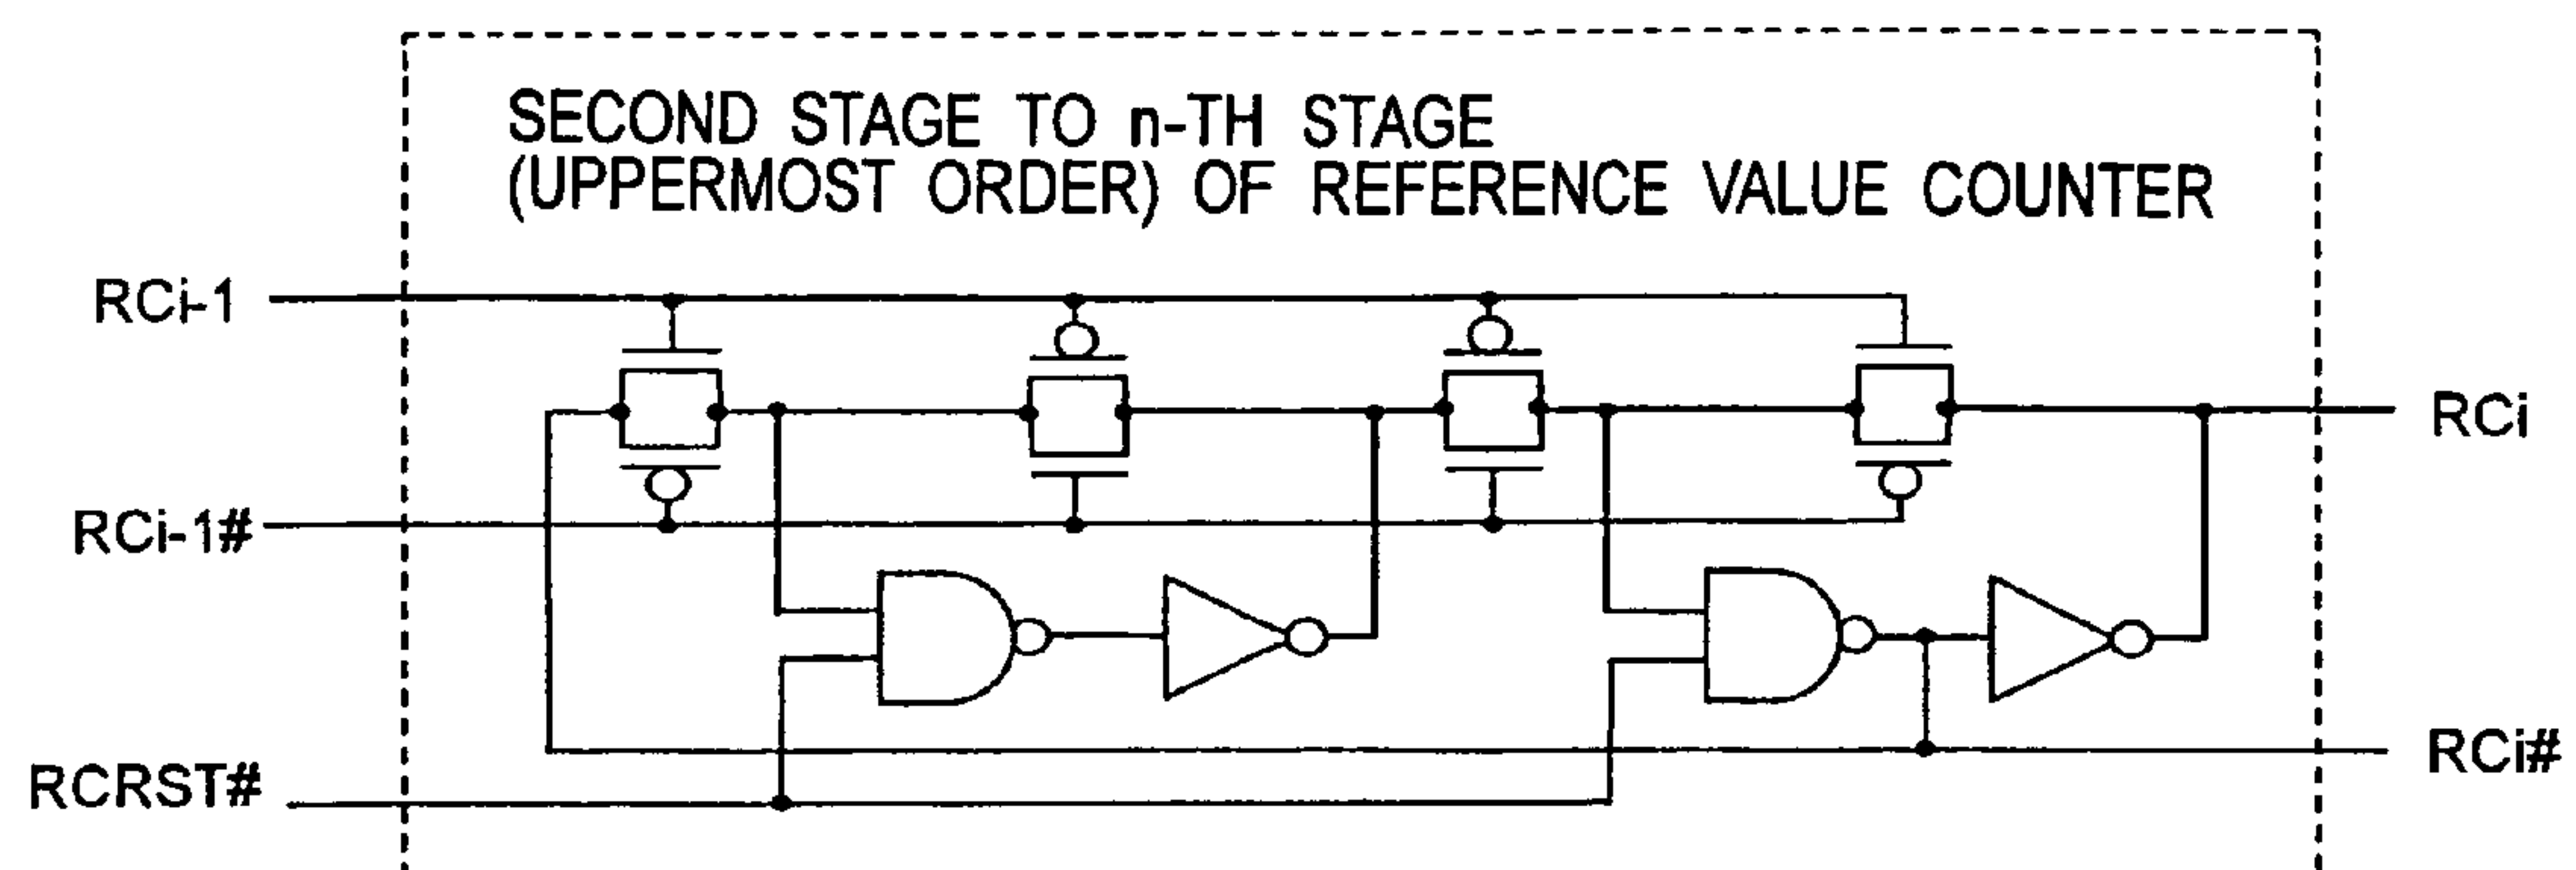 SECOND STAGE TO n-TH STAGE
(UPPERMOST ORDER) OF REFERENCE VALUE COUNTER
RCi-1
RCi
RCi-1#
RCi#
RCRST#